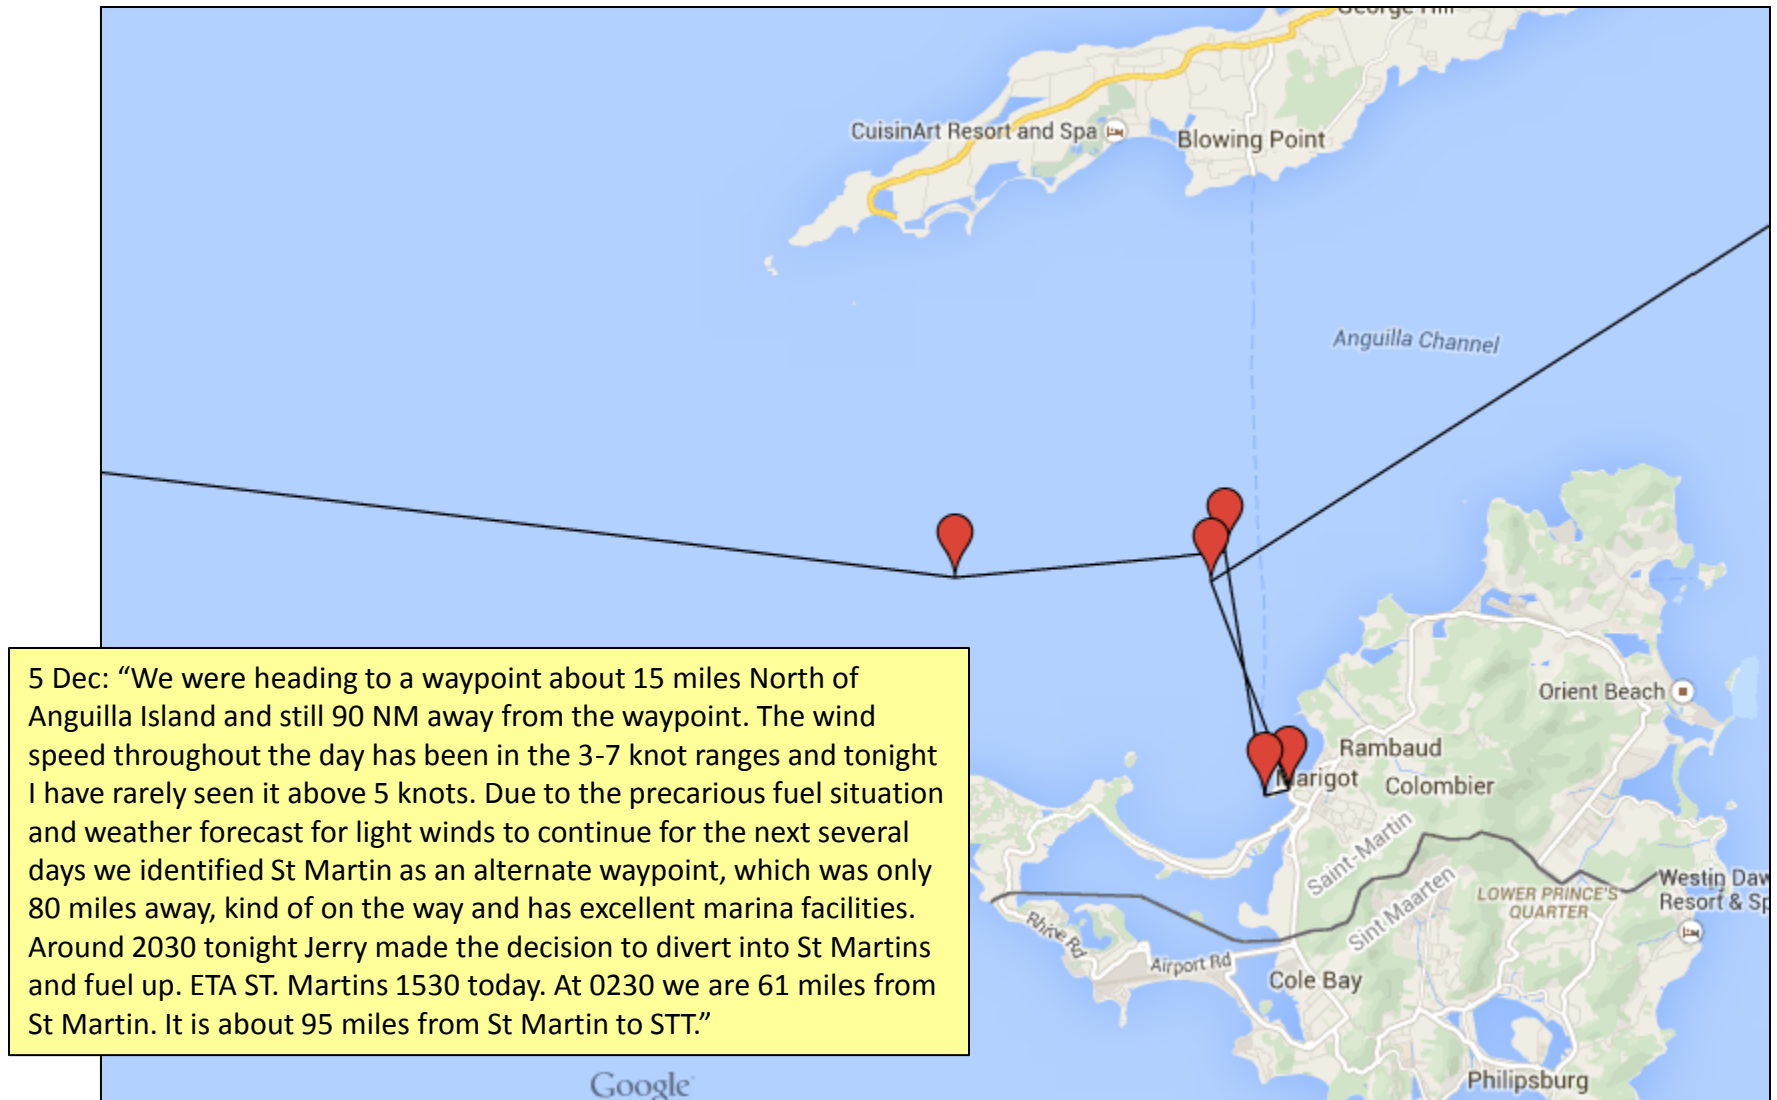 George Hill
CuisinArt Resort and Spa
Blowing Point
Anguilla Channel
5 Dec: “We were heading to a waypoint about 15 miles North of
Anguilla Island and still 90 NM away from the waypoint. The wind
speed throughout the day has been in the 3-7 knot ranges and tonight
I have rarely seen it above 5 knots. Due to the precarious fuel situation
and weather forecast for light winds to continue for the next several
days we identified St Martin as an alternate waypoint, which was only
80 miles away, kind of on the way and has excellent marina facilities.
Around 2030 tonight Jerry made the decision to divert into St Martins
and fuel up. ETA ST. Martins 1530 today. At 0230 we are 61 miles from
St Martin. It is about 95 miles from St Martin to STT.”
Orient Beach
Rambaud
Marigot
Colombier
Saint-Martin
Sint Maarten
LOWER PRINCE'S
QUARTER
Westin Daw
Resort & Sp
Airport Rd
Cole Bay
Philipsburg
Google